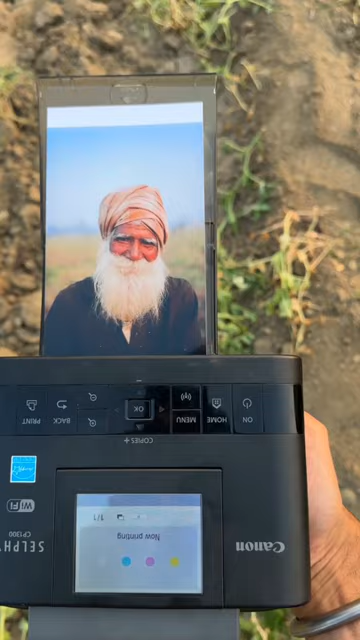 Canon
SELPHY
CP1300
Wi Fi
Now printing
1/1
COPIES +
ON
HOME
MENU
OK
BACK
PRINT